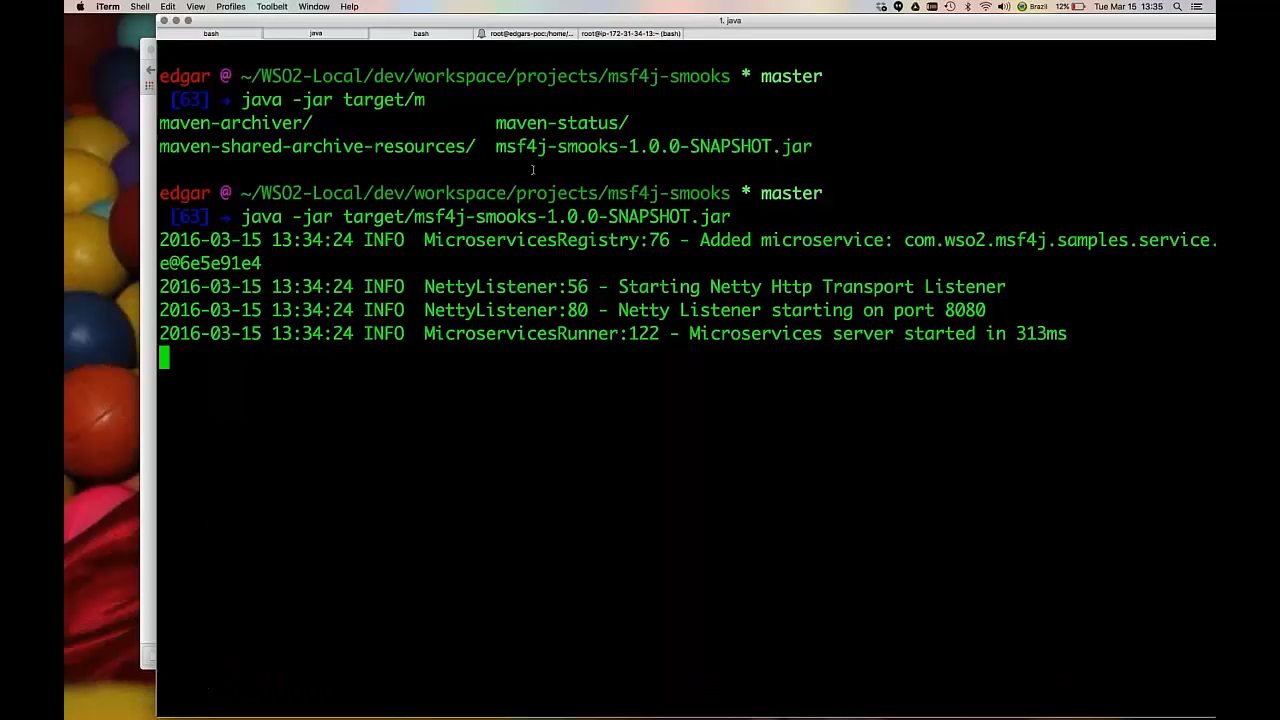 iTerm Shell Edit View Profiles Toolbelt Window Help Brazil 12% Tue Mar 15 13:35
1. java
bash java bash root@edgars-poc:/home/... root@ip-172-31-34-13:~ (bash)
edgar @ ~/WSO2-Local/dev/workspace/projects/msf4j-smooks * master
[63] → java -jar target/m
maven-archiver/ maven-status/
maven-shared-archive-resources/ msf4j-smooks-1.0.0-SNAPSHOT.jar
edgar @ ~/WSO2-Local/dev/workspace/projects/msf4j-smooks * master
[63] → java -jar target/msf4j-smooks-1.0.0-SNAPSHOT.jar
2016-03-15 13:34:24 INFO MicroservicesRegistry:76 - Added microservice: com.wso2.msf4j.samples.service.
e@6e5e91e4
2016-03-15 13:34:24 INFO NettyListener:56 - Starting Netty Http Transport Listener
2016-03-15 13:34:24 INFO NettyListener:80 - Netty Listener starting on port 8080
2016-03-15 13:34:24 INFO MicroservicesRunner:122 - Microservices server started in 313ms